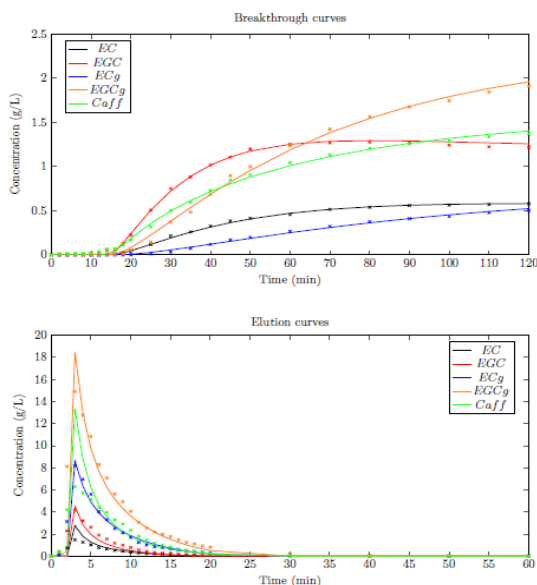 Breakthrough curves
Concentration (g/L)
2.5
2
1.5
1
0.5
0
EC
EGC
ECg
EGCg
Caff
0 10 20 30 40 50 60 70 80 90 100 110 120
Time (min)
Elution curves
Concentration (g/L)
20
18
16
14
12
10
8
6
4
2
0
EC
EGC
ECg
EGCg
Caff
0 5 10 15 20 25 30 35 40 45 50 55 60
Time (min)